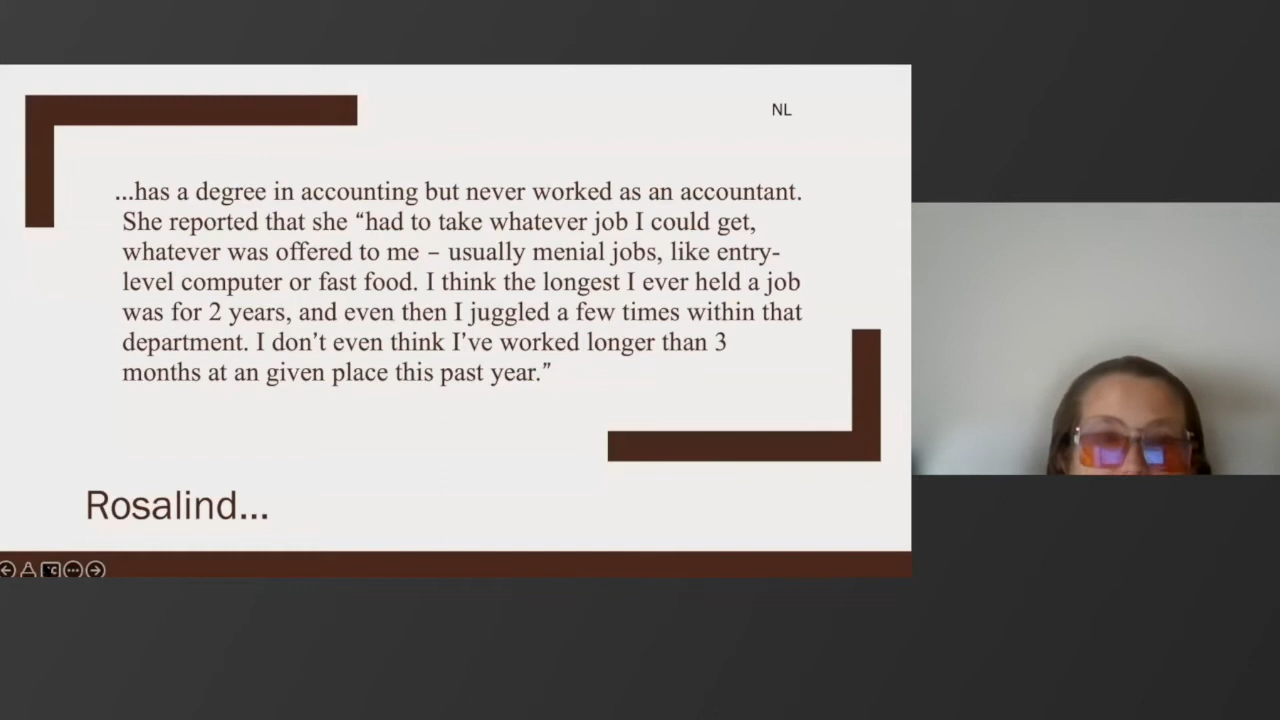 NL
...has a degree in accounting but never worked as an accountant.
She reported that she “had to take whatever job I could get,
whatever was offered to me – usually menial jobs, like entry-
level computer or fast food. I think the longest I ever held a job
was for 2 years, and even then I juggled a few times within that
department. I don’t even think I’ve worked longer than 3
months at an given place this past year.”
Rosalind...